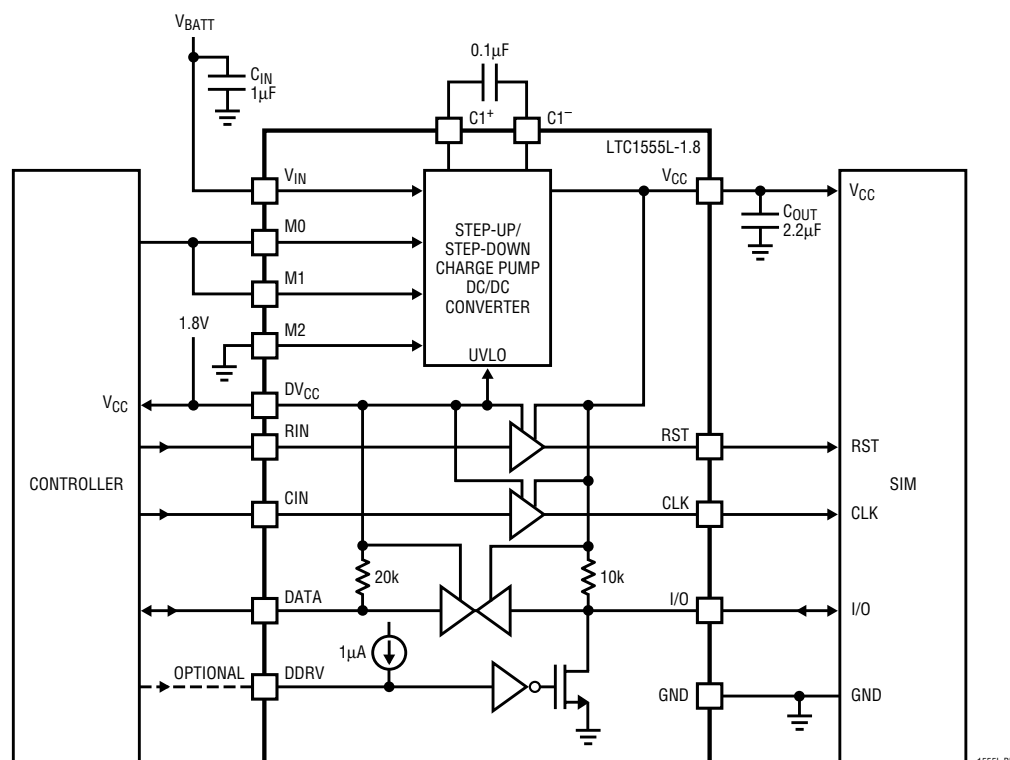 VBATT
CIN
1µF
0.1µF
C1+
C1−
LTC1555L-1.8
VIN
VCC
VCC
COUT
2.2µF
M0
M1
M2
STEP-UP/
STEP-DOWN
CHARGE PUMP
DC/DC
CONVERTER
UVLO
1.8V
VCC
DVCC
RIN
RST
RST
CONTROLLER
SIM
CIN
CLK
CLK
20k
10k
DATA
I/O
I/O
1µA
OPTIONAL
DDRV
GND
GND